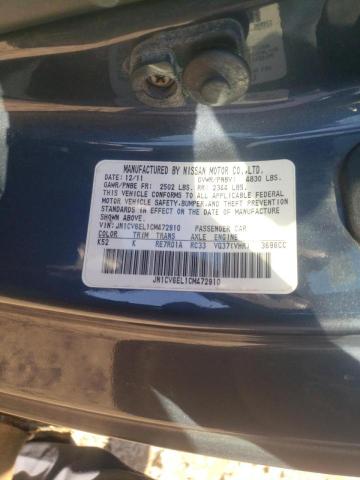 MANUFACTURED BY NISSAN MOTOR CO.,LTD.
DATE: 12/11 GVWR/PNBV: 4830 LBS.
GAWR/PNBE FR: 2502 LBS. RR: 2344 LBS.
THIS VEHICLE CONFORMS TO ALL APPLICABLE
FEDERAL MOTOR VEHICLE SAFETY, BUMPER, AND THEFT PREVENTION
STANDARDS IN EFFECT ON THE DATE OF MANUFACTURE
SHOWN ABOVE.
VIN: JN1CV6EL1CM472910 PASSENGER CAR
COLOR TRIM TRANS AXLE ENGINE
K52 K RE7R01A RC33 VQ37(VHR) 3696CC
JN1CV6EL1CM472910